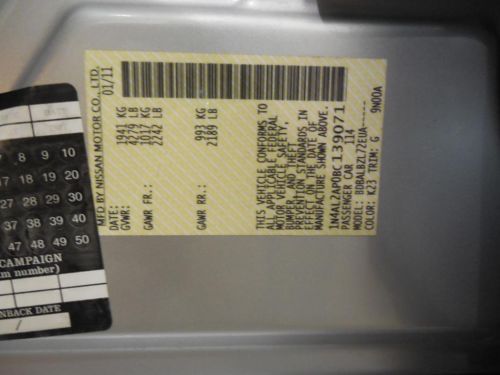 MFD BY NISSAN MOTOR CO., LTD.
DATE: 01/11
GVWR: 1941 KG
4279 LB
GAWR FR.: 1017 KG
2242 LB
GAWR RR.: 993 KG
2189 LB
THIS VEHICLE CONFORMS TO
ALL APPLICABLE FEDERAL
MOTOR VEHICLE SAFETY,
BUMPER, AND THEFT
PREVENTION STANDARDS IN
EFFECT ON THE DATE OF
MANUFACTURE SHOWN ABOVE.
1N4AL2AP0BC139071
PASSENGER CAR J14
MODEL: BDBALBZL72EUA-----
COLOR: K23 TRIM: G 9N00A
7 8 9 10
18 19 20
27 28 29 30
37 38 39 40
47 48 49 50
CAMPAIGN
number)
DATE